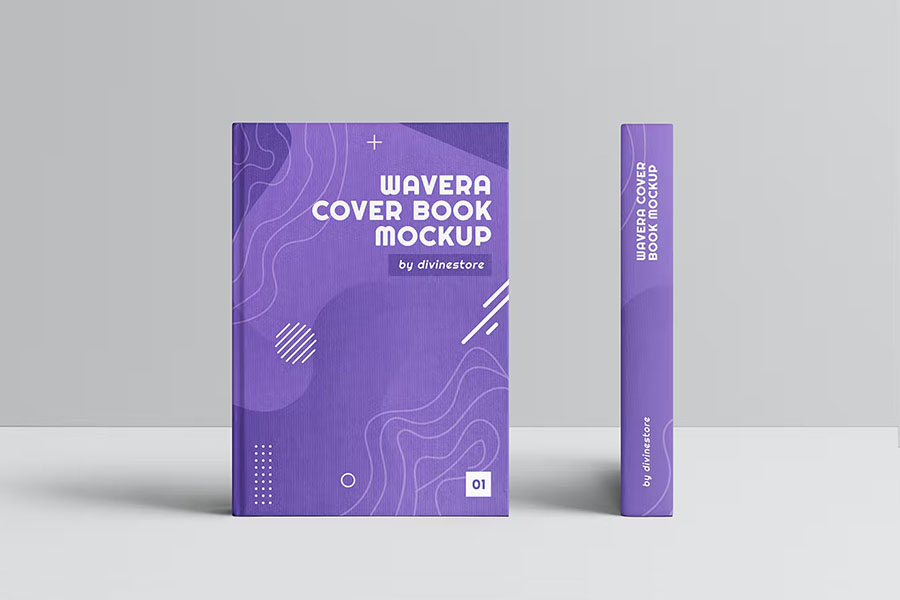 WAVERA
COVER BOOK
MOCKUP
by divinestore
01
WAVERA COVER
BOOK MOCKUP
by divinestore